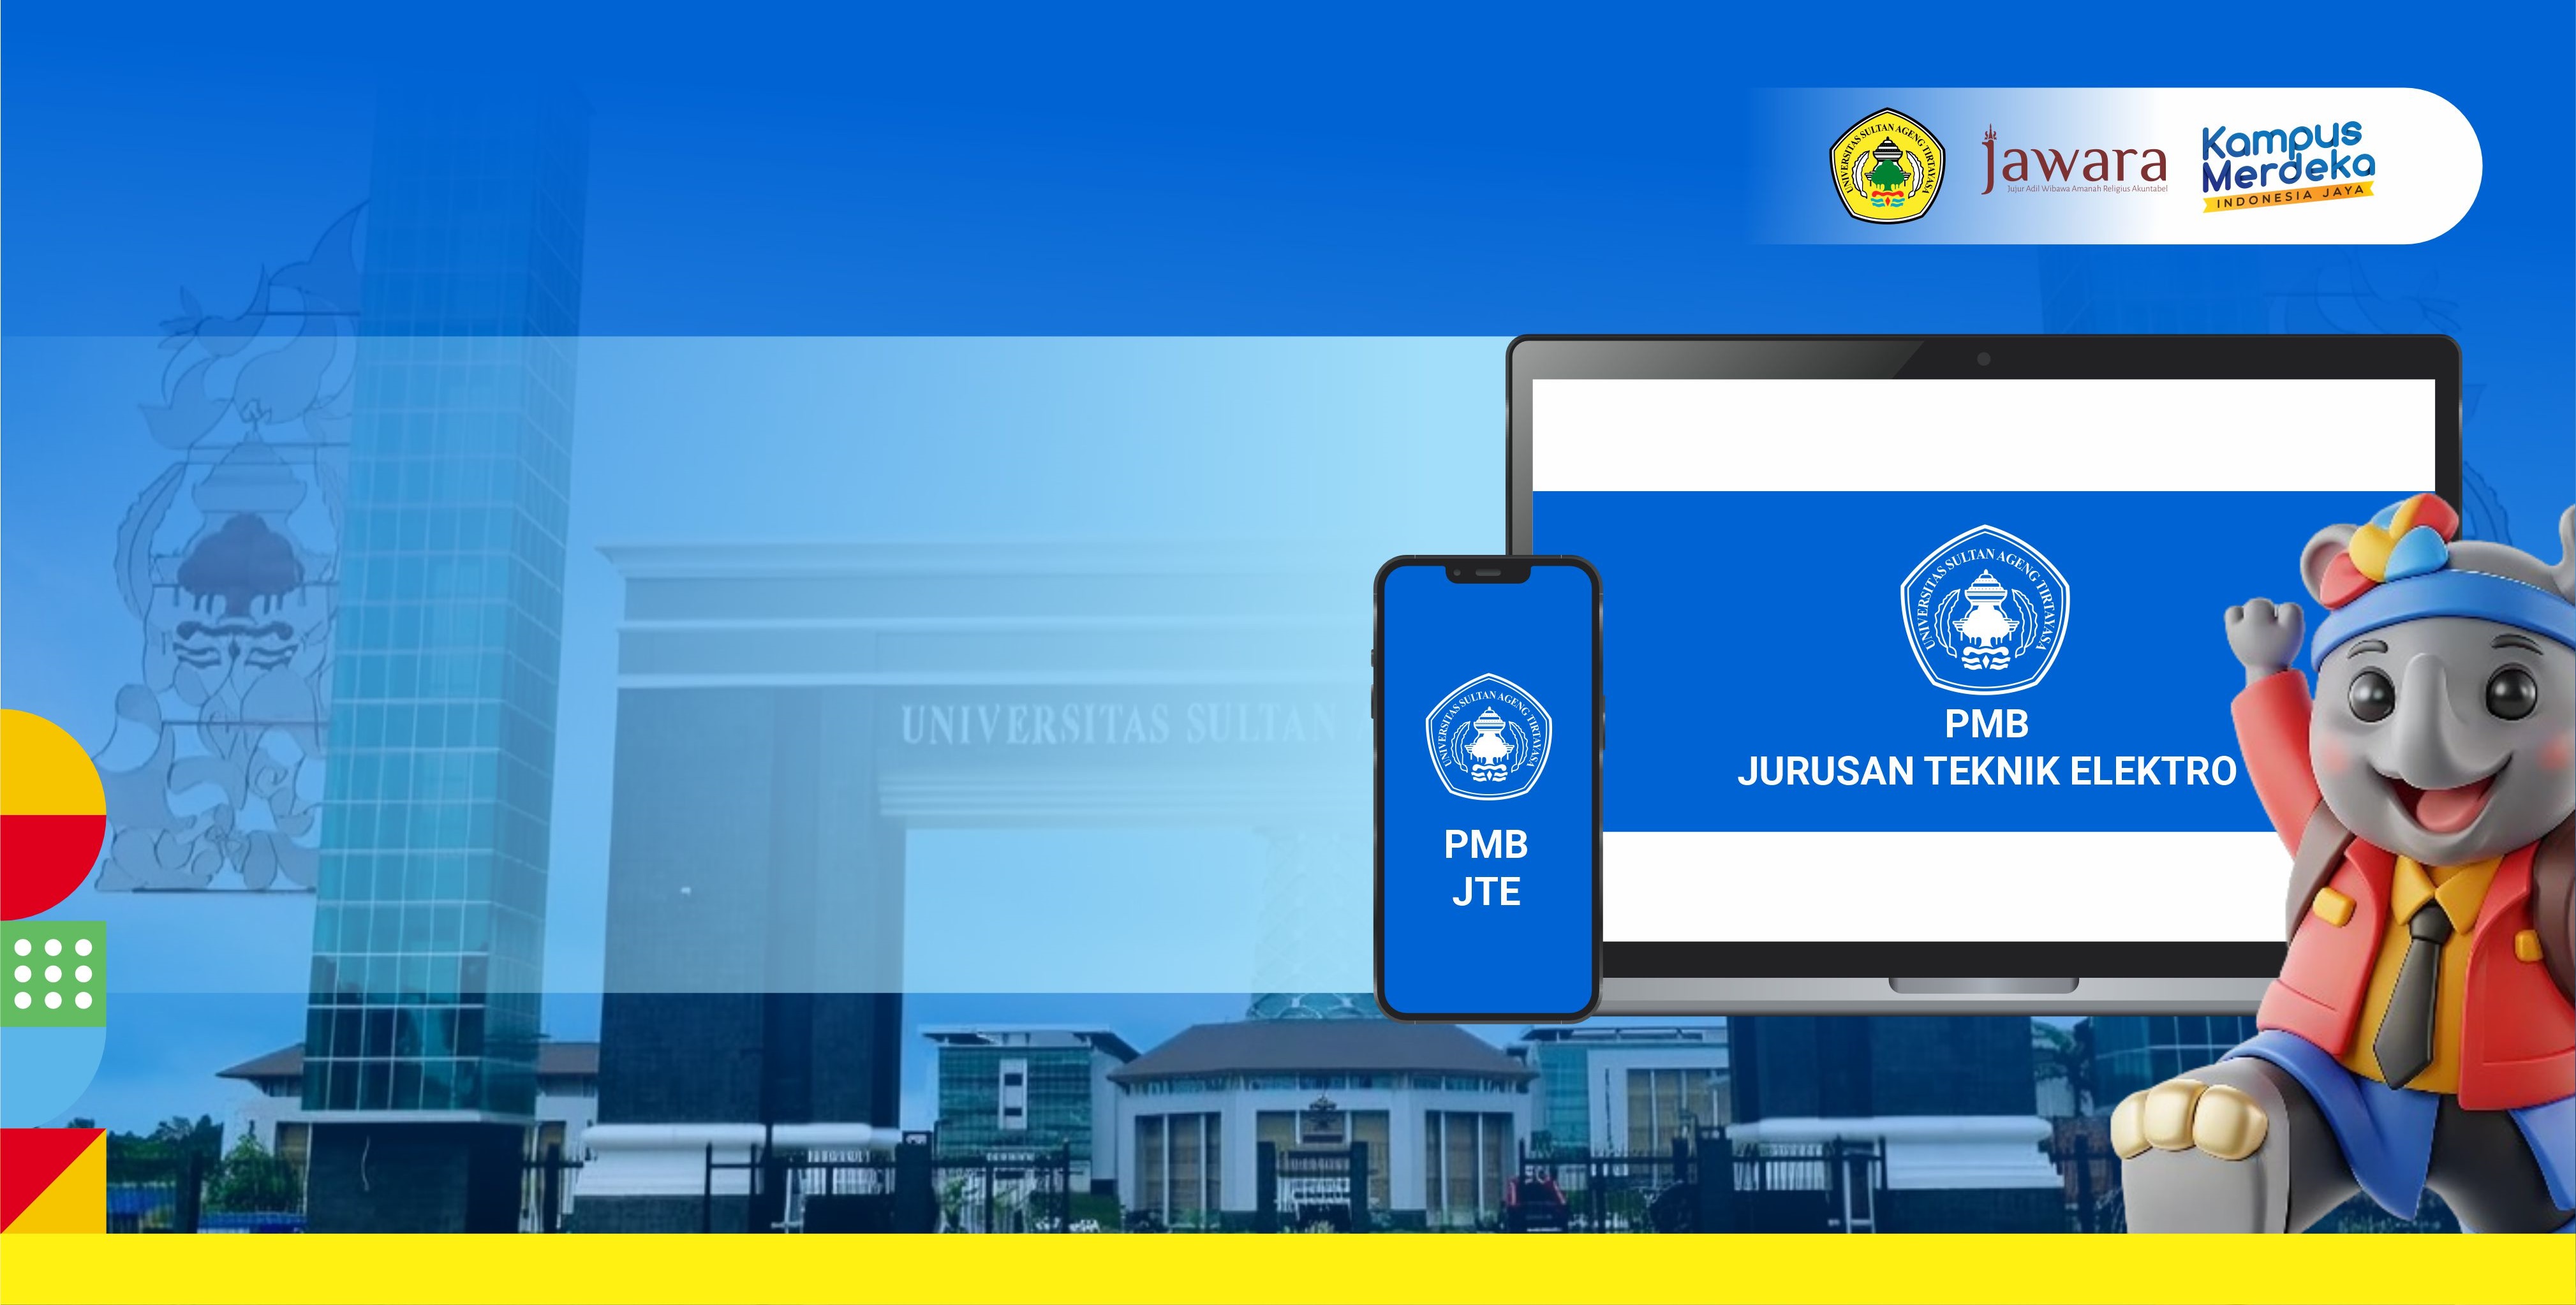 UNIVERSITAS SULTAN AGENG TIRTAYASA
Jawara
Jujur Adil Wibawa Amanah Religius Akuntabel
Kampus
Merdeka
INDONESIA JAYA
UNIVERSITAS SULTAN AGENG TIRTAYASA
PMB
JURUSAN TEKNIK ELEKTRO
UNIVERSITAS SULTAN
UNIVERSITAS SULTAN AGENG TIRTAYASA
PMB
JTE